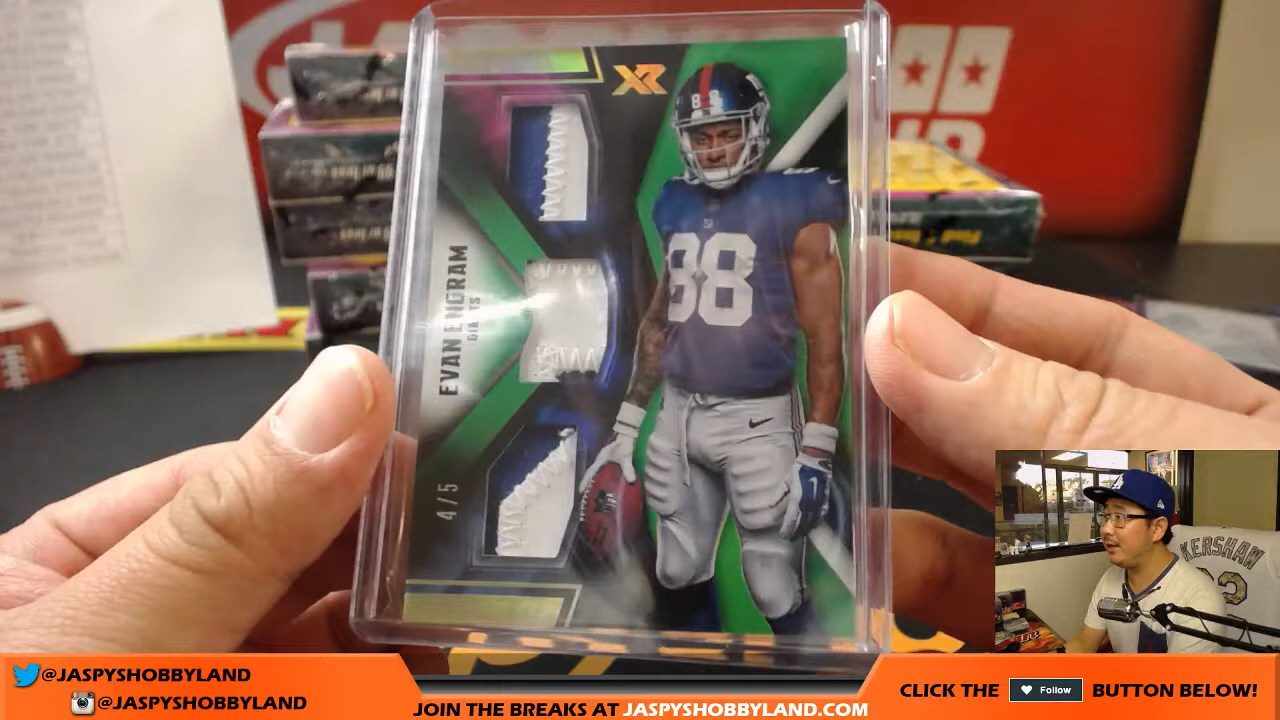 XR
88
88
EVAN ENGRAM
GIANTS
4/5
KERSHAW
@JASPYSHOBBYLAND
@JASPYSHOBBYLAND
JOIN THE BREAKS AT JASPYSHOBBYLAND.COM
CLICK THE Follow BUTTON BELOW!